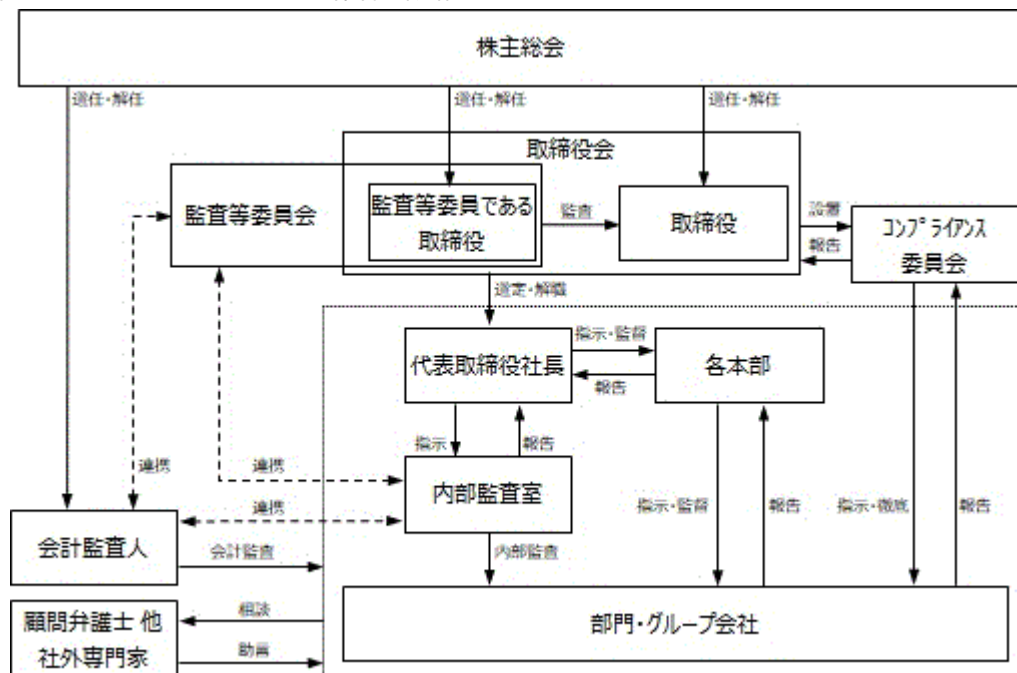 株主総会
選任・解任
選任・解任
選任・解任
取締役会
監査等委員会
監査等委員である
取締役
監査
取締役
設置
報告
コンプライアンス
委員会
選定・解職
代表取締役社長
指示・監督
報告
各本部
指示
報告
連携
連携
内部監査室
連携
指示・監督
報告
指示・徹底
報告
会計監査人
会計監査
内部監査
部門・グループ会社
顧問弁護士 他
社外専門家
相談
助言